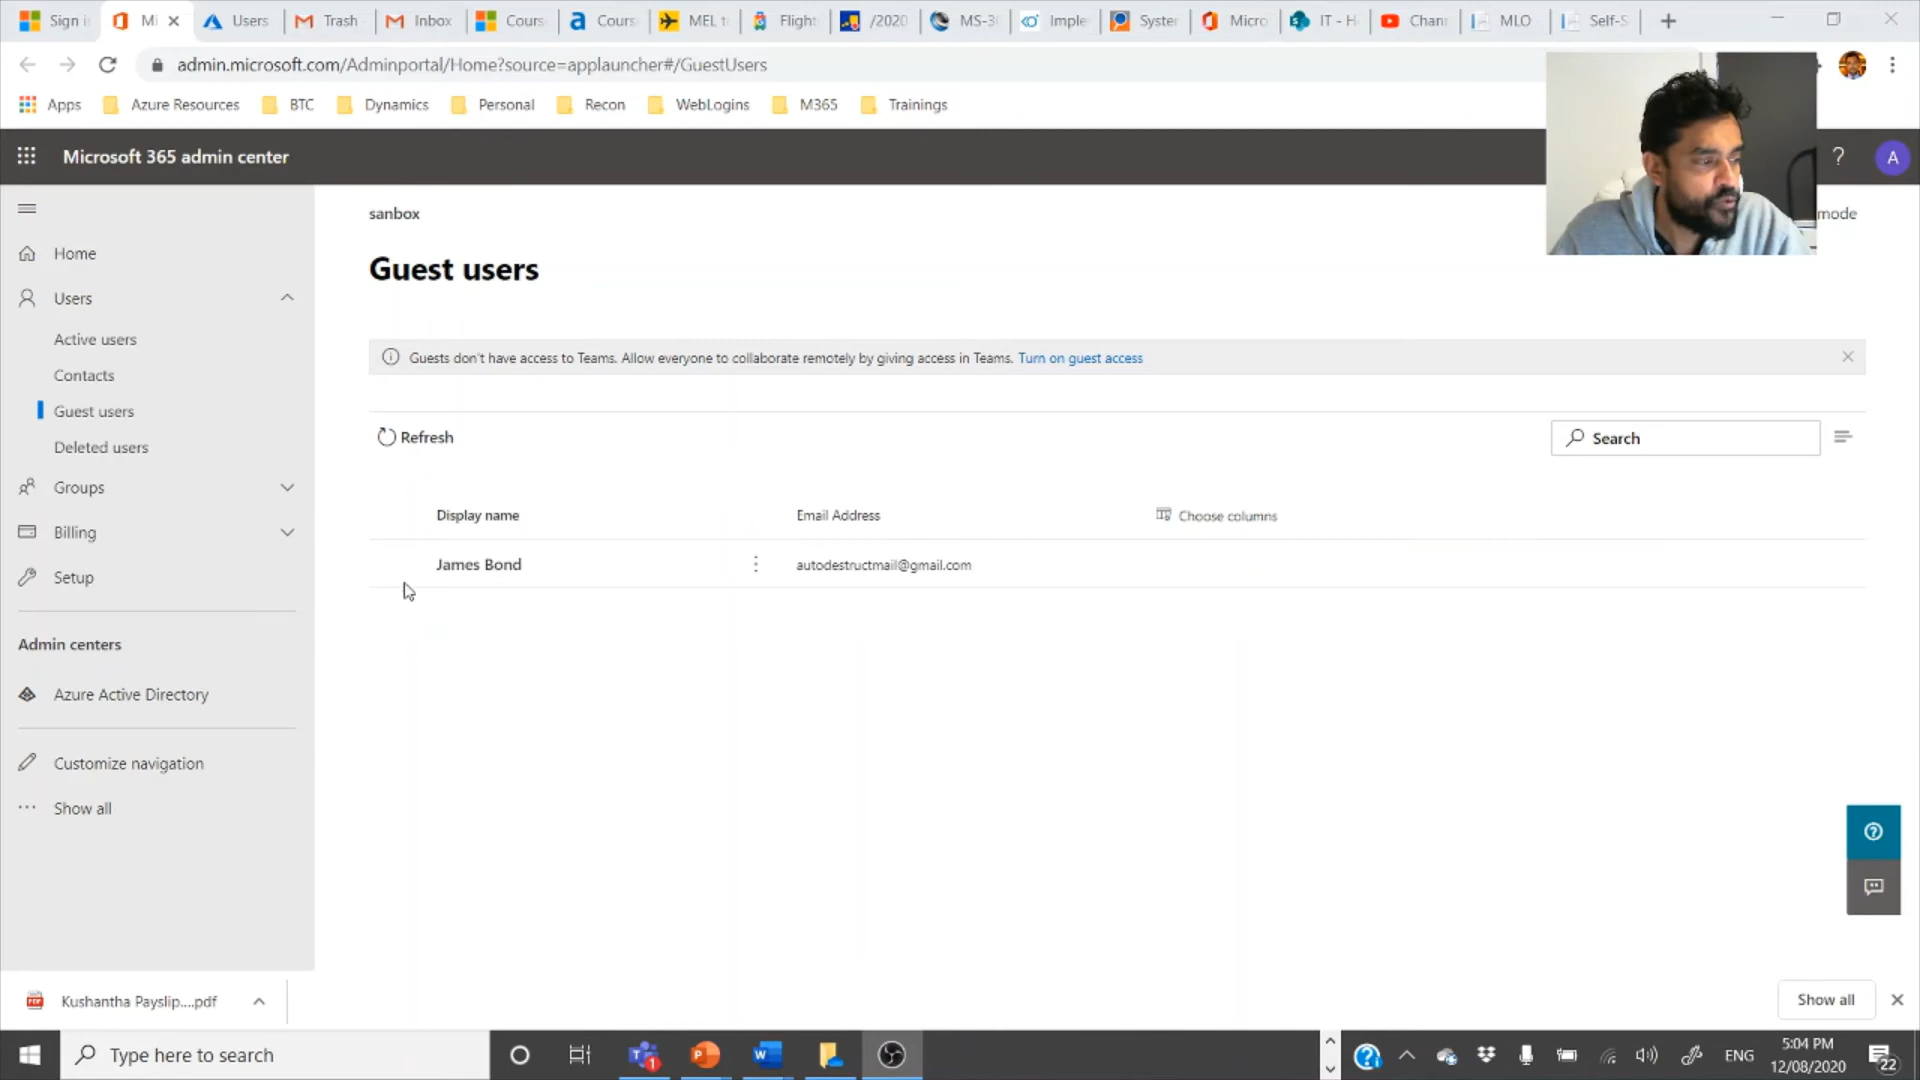 Sign i
Mi
Users
Trash
Inbox
Cours
Cours
MEL t
Flight
/2020
MS-3
Imple
Syste
Micro
IT - H
Chan
MLO
Self-S
admin.microsoft.com/Adminportal/Home?source=applauncher#/GuestUsers
Apps
Azure Resources
BTC
Dynamics
Personal
Recon
WebLogins
M365
Trainings
Microsoft 365 admin center
?
A
sanbox
mode
Home
Users
Active users
Contacts
Guest users
Deleted users
Groups
Billing
Setup
Admin centers
Azure Active Directory
Customize navigation
Show all
Guest users
Guests don't have access to Teams. Allow everyone to collaborate remotely by giving access in Teams. Turn on guest access
Refresh
Search
Display name
Email Address
Choose columns
James Bond
autodestructmail@gmail.com
Kushantha Payslip....pdf
Show all
Type here to search
ENG
5:04 PM
12/08/2020
22